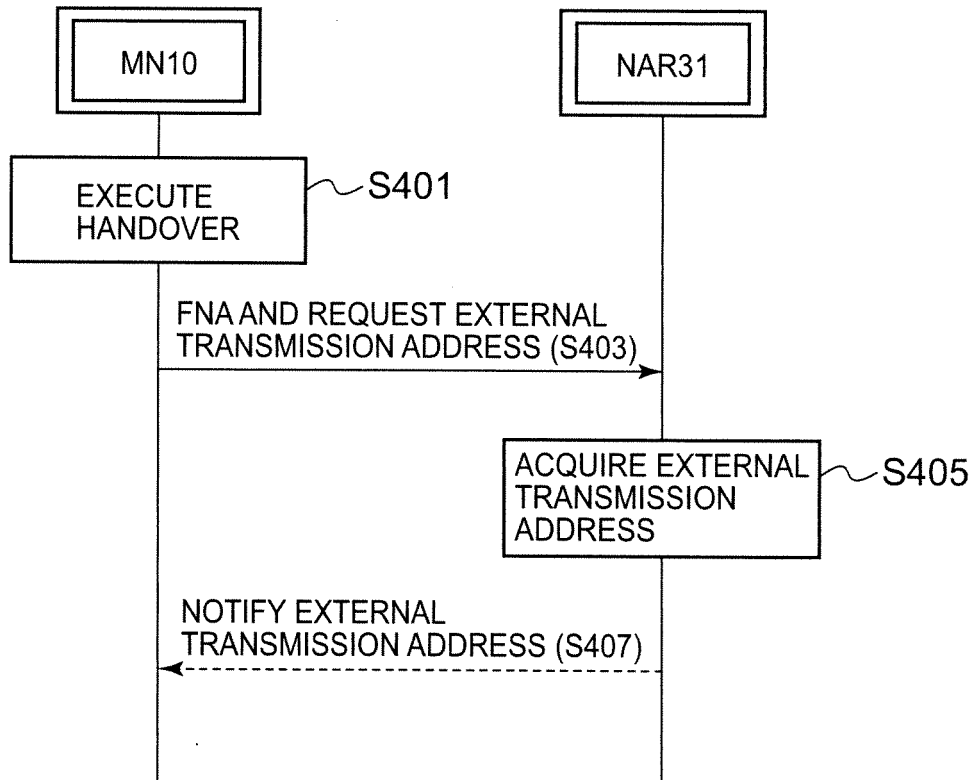 MN10
NAR31
EXECUTE
HANDOVER
S401
FNA AND REQUEST EXTERNAL
TRANSMISSION ADDRESS (S403)
ACQUIRE EXTERNAL
TRANSMISSION
ADDRESS
S405
NOTIFY EXTERNAL
TRANSMISSION ADDRESS (S407)